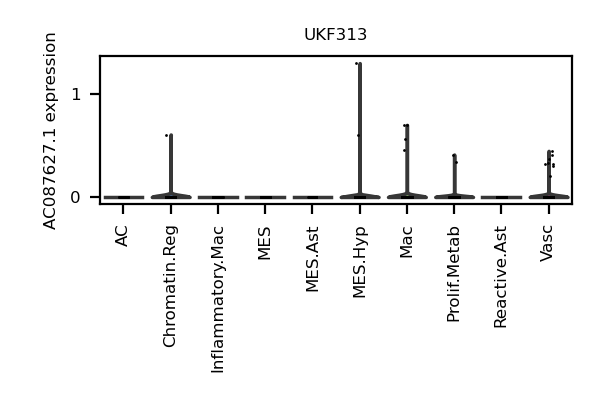 UKF313
AC087627.1 expression
1
0
AC
Chromatin.Reg
Inflammatory.Mac
MES
MES.Ast
MES.Hyp
Mac
Prolif.Metab
Reactive.Ast
Vasc